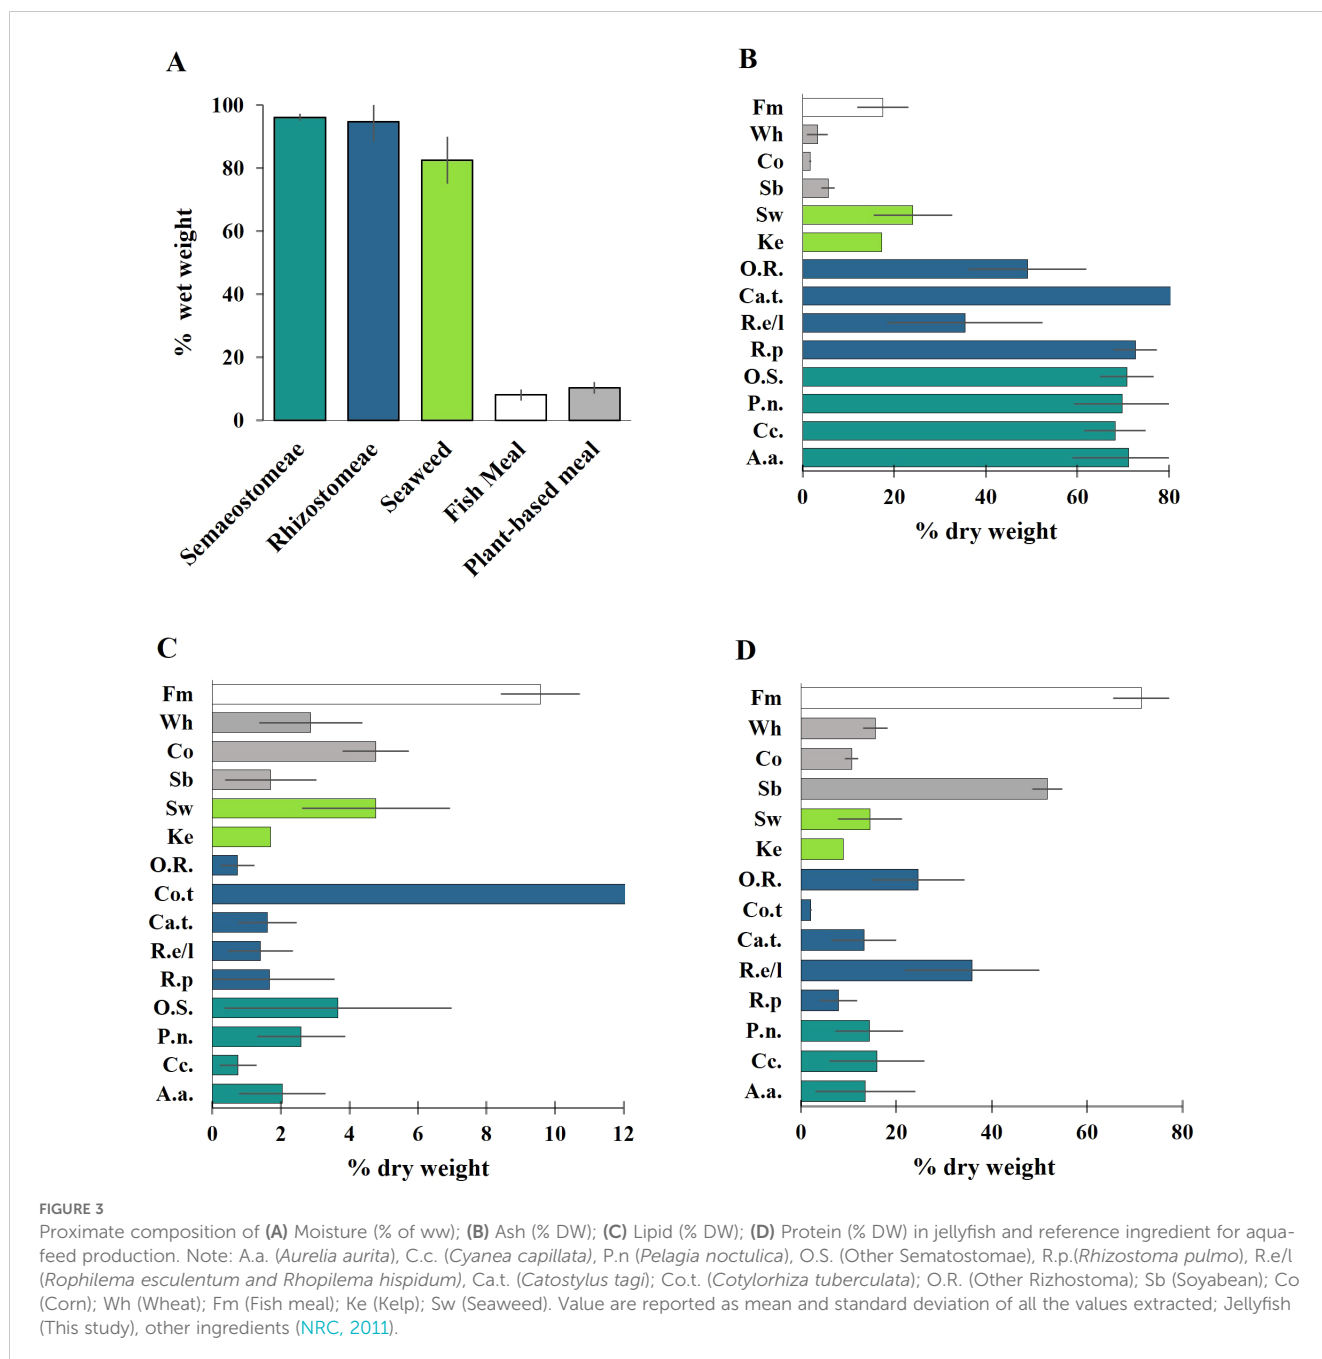 A
100
80
60
40
20
0
% wet weight
Semaeostomeae
Rhizostomeae
Seaweed
Fish Meal
Plant-based meal
B
Fm
Wh
Co
Sb
Sw
Ke
O.R.
Ca.t.
R.e/l
R.p
O.S.
P.n.
Cc.
A.a.
0 20 40 60 80
% dry weight
C
Fm
Wh
Co
Sb
Sw
Ke
O.R.
Co.t
Ca.t.
R.e/l
R.p
O.S.
P.n.
Cc.
A.a.
0 2 4 6 8 10 12
% dry weight
D
Fm
Wh
Co
Sb
Sw
Ke
O.R.
Co.t
Ca.t.
R.e/l
R.p
P.n.
Cc.
A.a.
0 20 40 60 80
% dry weight
FIGURE 3
Proximate composition of (A) Moisture (% of ww); (B) Ash (% DW); (C) Lipid (% DW); (D) Protein (% DW) in jellyfish and reference ingredient for aqua-
feed production. Note: A.a. (Aurelia aurita), C.c. (Cyanea capillata), P.n (Pelagia noctulica), O.S. (Other Sematostomae), R.p.(Rhizostoma pulmo), R.e/l
(Rophilema esculentum and Rhopilema hispidum), Ca.t. (Catostylus tagi); Co.t. (Cotylorhiza tuberculata); O.R. (Other Rizhostoma); Sb (Soyabean); Co
(Corn); Wh (Wheat); Fm (Fish meal); Ke (Kelp); Sw (Seaweed). Value are reported as mean and standard deviation of all the values extracted; Jellyfish
(This study), other ingredients (NRC, 2011).